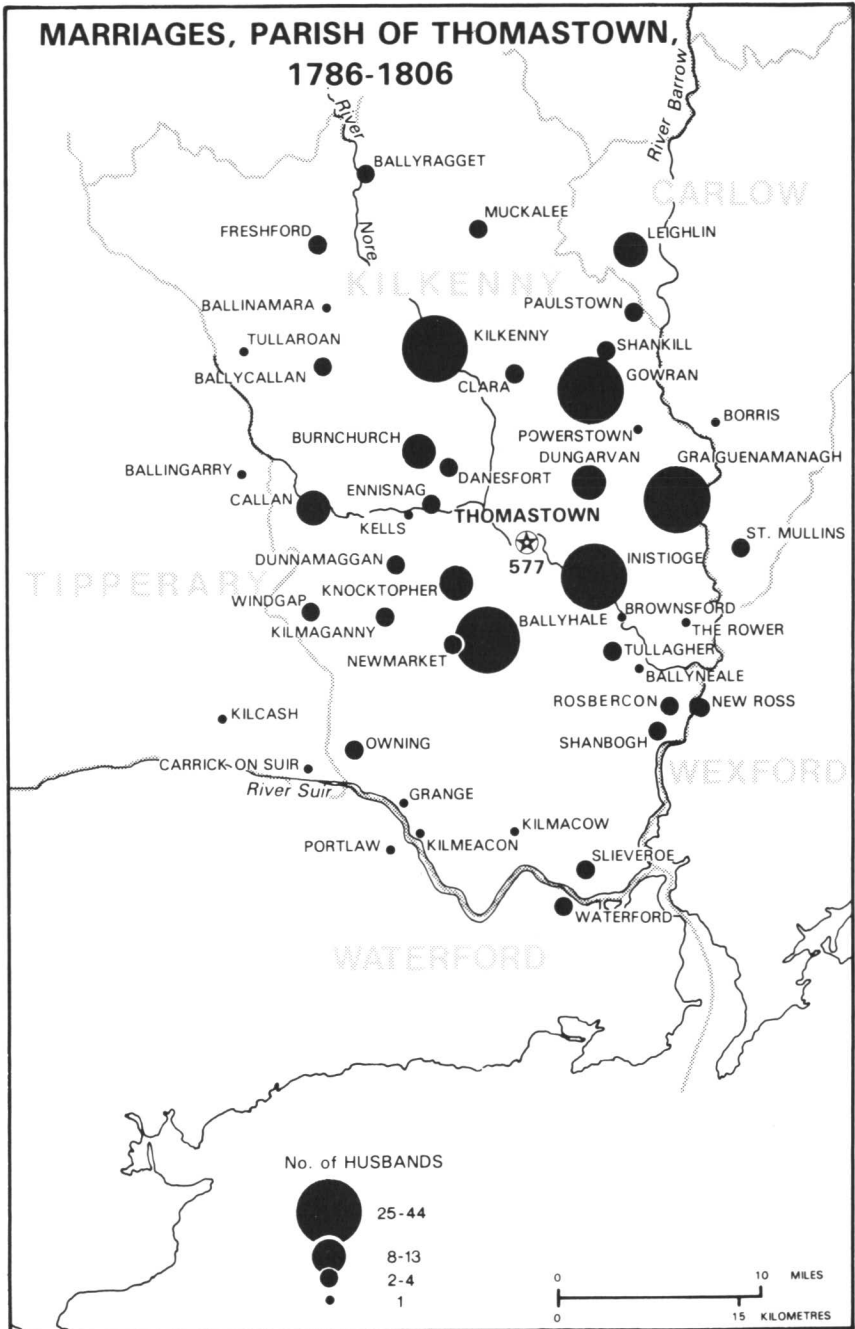 MARRIAGES, PARISH OF THOMASTOWN,
1786-1806
River Barrow
River
Nore
BALLYRAGGET
CARLOW
MUCKALEE
FRESHFORD
LEIGHLIN
KILKENNY
BALLINAMARA
PAULSTOWN
TULLAROAN
KILKENNY
SHANKILL
BALLYCALLAN
CLARA
GOWRAN
BORRIS
BURNCHURCH
POWERSTOWN
DUNGARVAN
GRAIGUENAMANAGH
BALLINGARRY
DANESFORT
CALLAN
ENNISNAG
KELLS
THOMASTOWN
577
ST. MULLINS
DUNNAMAGGAN
INISTIOGE
TIPPERARY
KNOCKTOPHER
WINDGAP
BROWNSFORD
KILMAGANNY
BALLYHALE
THE ROWER
NEWMARKET
TULLAGHER
BALLYNEALE
ROSBERCON
NEW ROSS
KILCASH
SHANBOGH
OWNING
CARRICK ON SUIR
WEXFORD
River Suir
GRANGE
KILMACOW
PORTLAW
KILMEACON
SLIEVEROE
WATERFORD
WATERFORD
No. of HUSBANDS
25-44
8-13
2-4
1
0 10 MILES
0 15 KILOMETRES